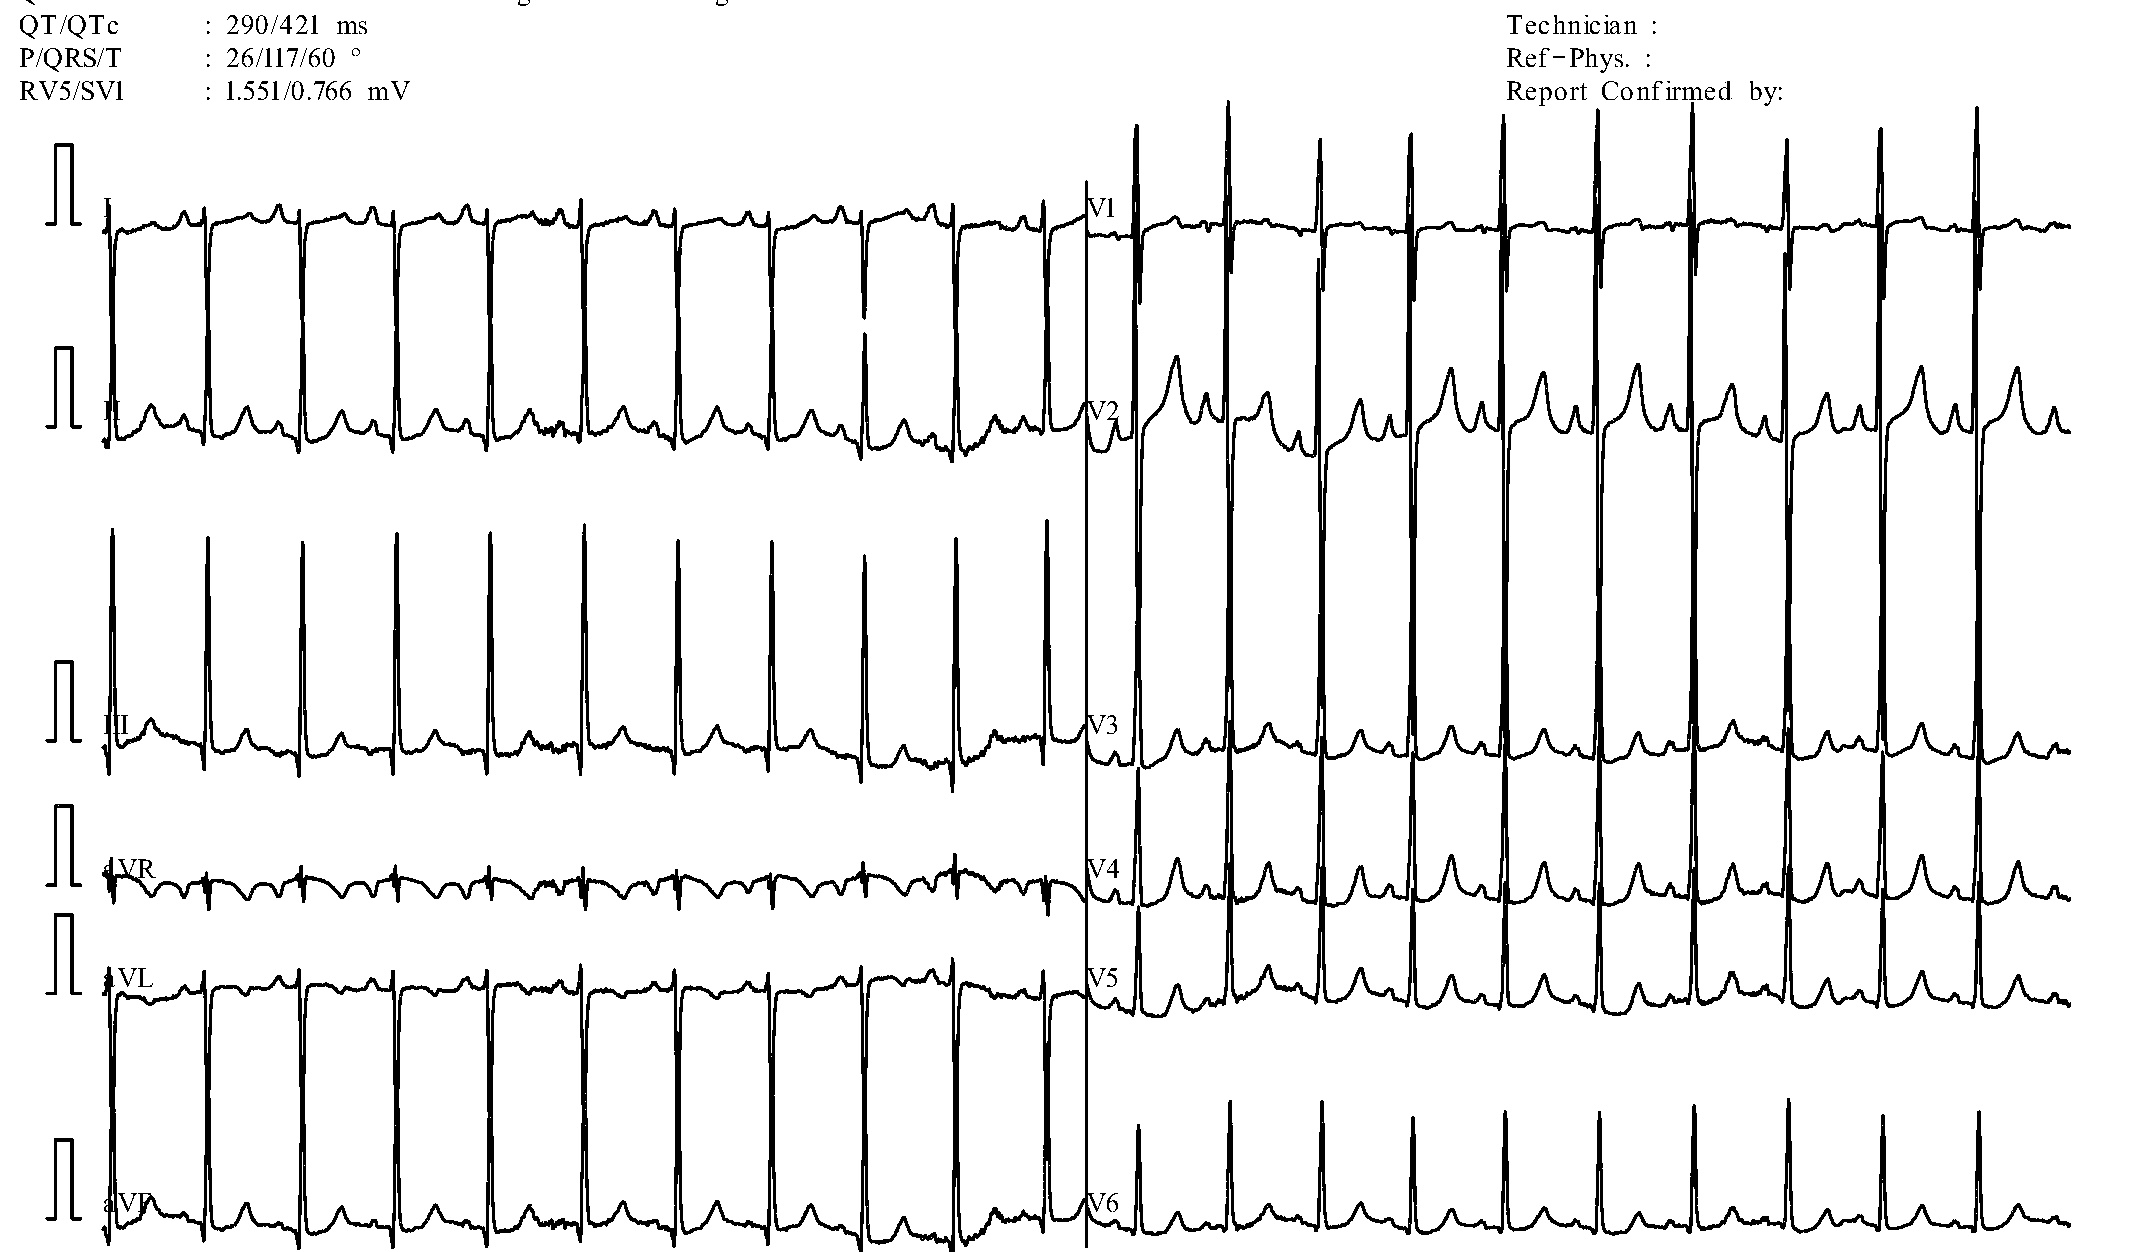 QT/QTc : 290/421 ms
P/QRS/T : 26/117/60 °
RV5/SV1 : 1.551/0.766 mV
Technician :
Ref-Phys. :
Report Confirmed by:
I
II
III
aVR
aVL
aVF
V1
V2
V3
V4
V5
V6